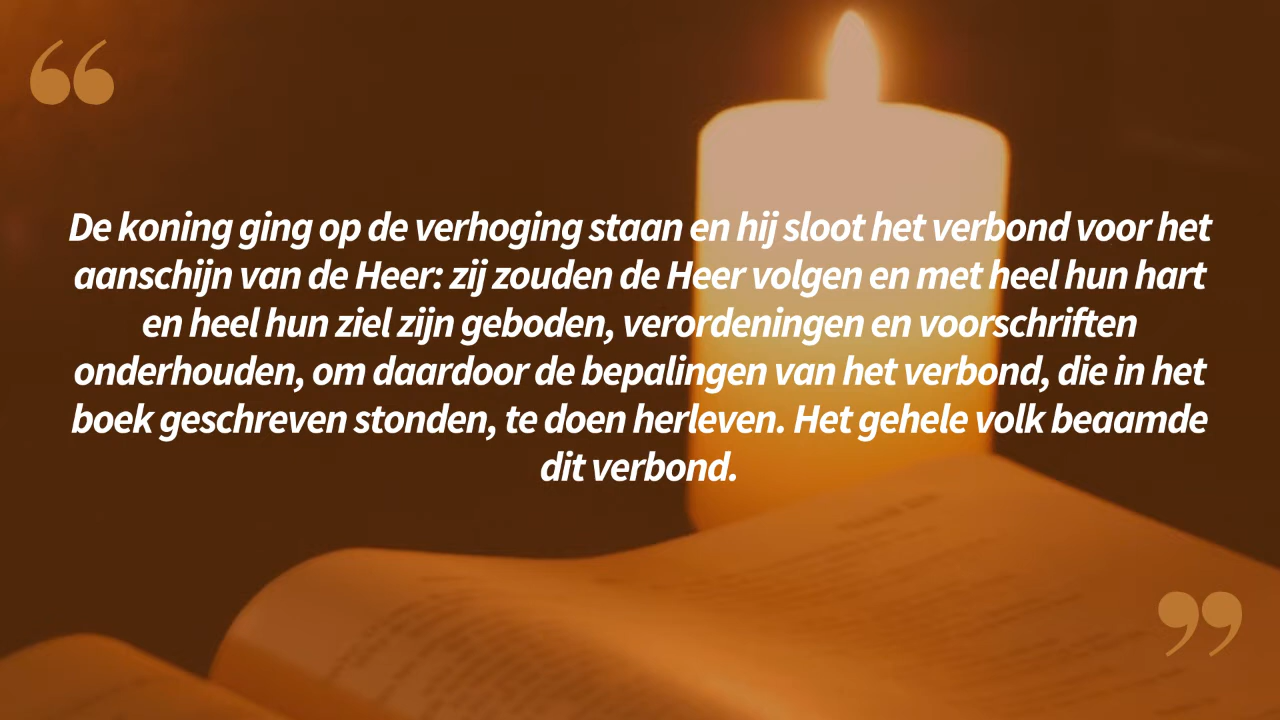 De koning ging op de verhoging staan en hij sloot het verbond voor het
aanschijn van de Heer: zij zouden de Heer volgen en met heel hun hart
en heel hun ziel zijn geboden, verordeningen en voorschriften
onderhouden, om daardoor de bepalingen van het verbond, die in het
boek geschreven stonden, te doen herleven. Het gehele volk beaamde
dit verbond.